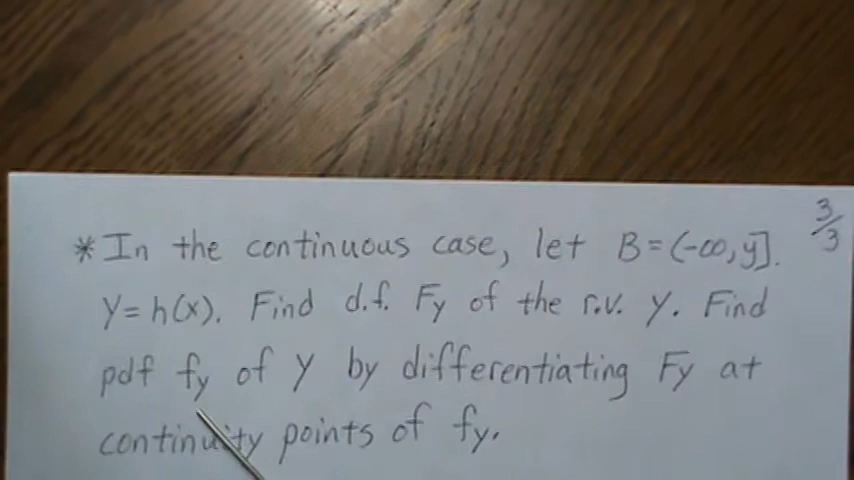 3/3
*In the continuous case, let B=(-∞,y].
Y=h(X). Find d.f. Fy of the r.v. Y. Find
pdf fy of Y by differentiating Fy at
continuity points of fy.